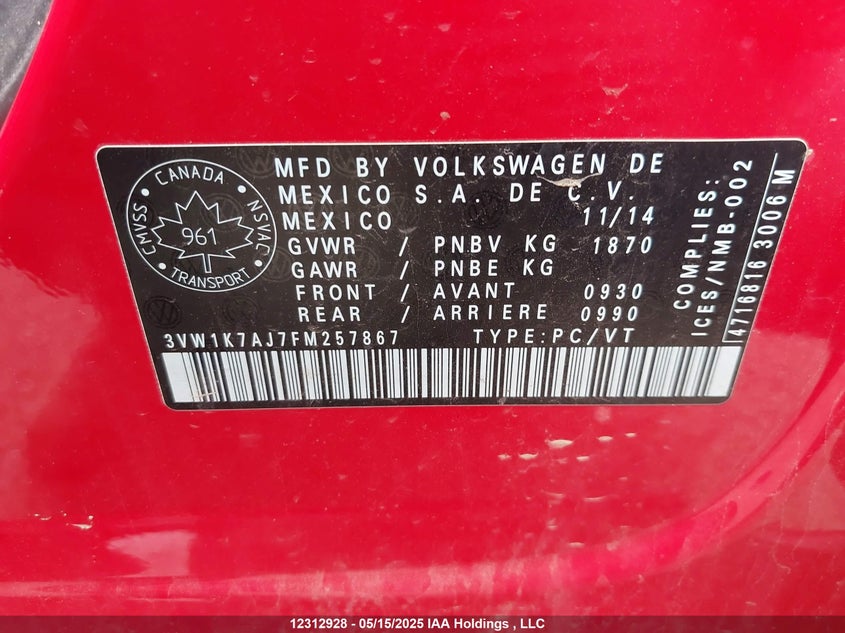 CANADA
CMVSS
NSVAC
961
TRANSPORT
MFD BY VOLKSWAGEN DE
MEXICO S.A. DE C.V.
MEXICO 11/14
GVWR / PNBV KG 1870
GAWR / PNBE KG
FRONT / AVANT 0930
REAR / ARRIERE 0990
3VW1K7AJ7FM257867 TYPE:PC/VT
COMPLIES:
ICES/NMB-002
4716816 3006 M
12312928 - 05/15/2025 IAA Holdings , LLC